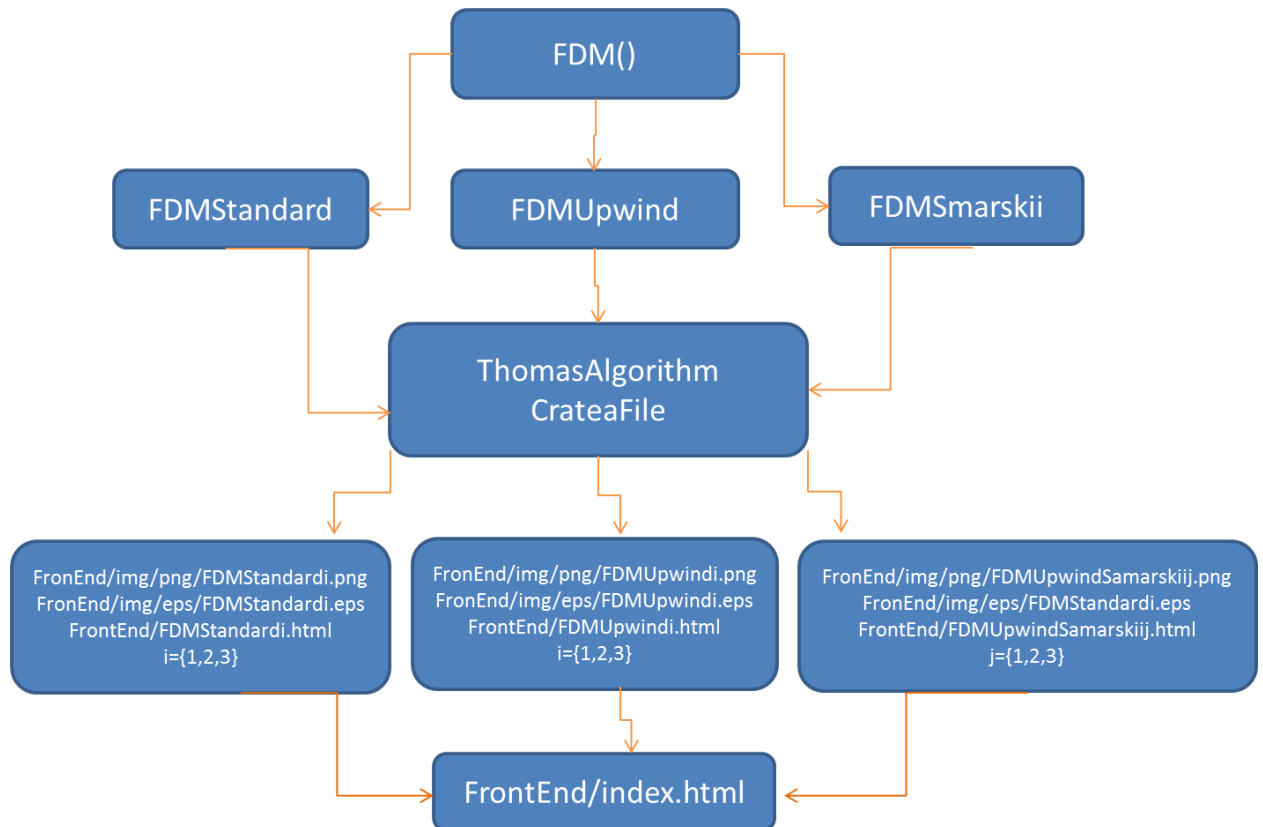 FDM()
FDMStandard
FDMUpwind
FDMSmarskii
ThomasAlgorithm
CrateaFile
FronEnd/img/png/FDMStandardi.png
FronEnd/img/eps/FDMStandardi.eps
FrontEnd/FDMStandardi.html
i={1,2,3}
FronEnd/img/png/FDMUpwindi.png
FronEnd/img/eps/FDMUpwindi.eps
FrontEnd/FDMUpwindi.html
i={1,2,3}
FronEnd/img/png/FDMUpwindSamarskiij.png
FronEnd/img/eps/FDMStandardi.eps
FrontEnd/FDMUpwindSamarskiij.html
j={1,2,3}
FrontEnd/index.html